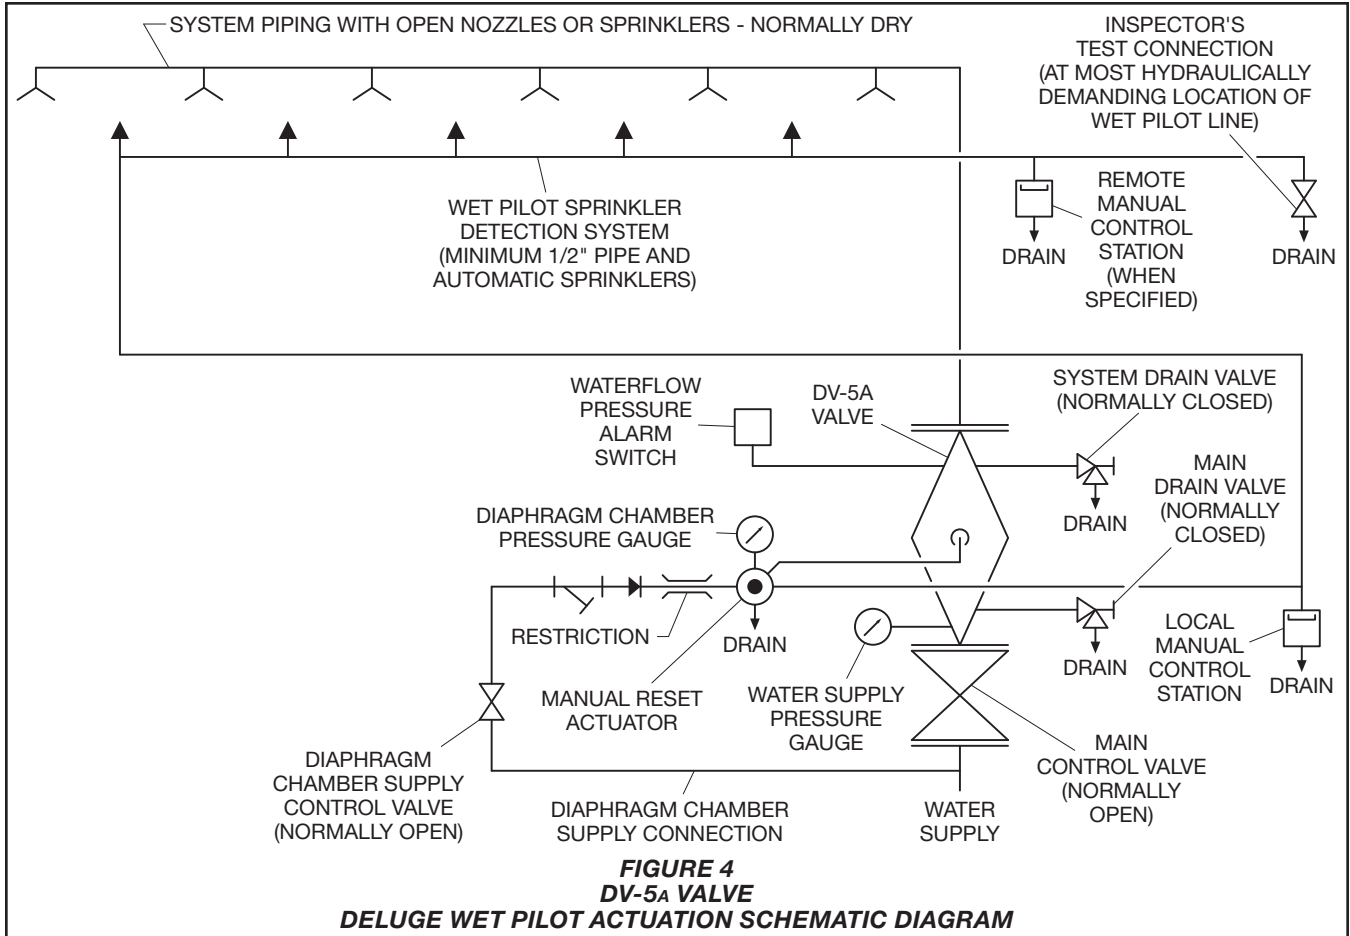 SYSTEM PIPING WITH OPEN NOZZLES OR SPRINKLERS - NORMALLY DRY
INSPECTOR'S
TEST CONNECTION
(AT MOST HYDRAULICALLY
DEMANDING LOCATION OF
WET PILOT LINE)
WET PILOT SPRINKLER
DETECTION SYSTEM
(MINIMUM 1/2" PIPE AND
AUTOMATIC SPRINKLERS)
DRAIN
REMOTE
MANUAL
CONTROL
STATION
(WHEN
SPECIFIED)
DRAIN
WATERFLOW
PRESSURE
ALARM
SWITCH
DV-5A
VALVE
SYSTEM DRAIN VALVE
(NORMALLY CLOSED)
DRAIN
MAIN
DRAIN VALVE
(NORMALLY
CLOSED)
DIAPHRAGM CHAMBER
PRESSURE GAUGE
RESTRICTION
DRAIN
MANUAL RESET
ACTUATOR
WATER SUPPLY
PRESSURE
GAUGE
DRAIN
LOCAL
MANUAL
CONTROL
STATION
DRAIN
DIAPHRAGM
CHAMBER SUPPLY
CONTROL VALVE
(NORMALLY OPEN)
DIAPHRAGM CHAMBER
SUPPLY CONNECTION
WATER
SUPPLY
MAIN
CONTROL VALVE
(NORMALLY
OPEN)
FIGURE 4
DV-5A VALVE
DELUGE WET PILOT ACTUATION SCHEMATIC DIAGRAM